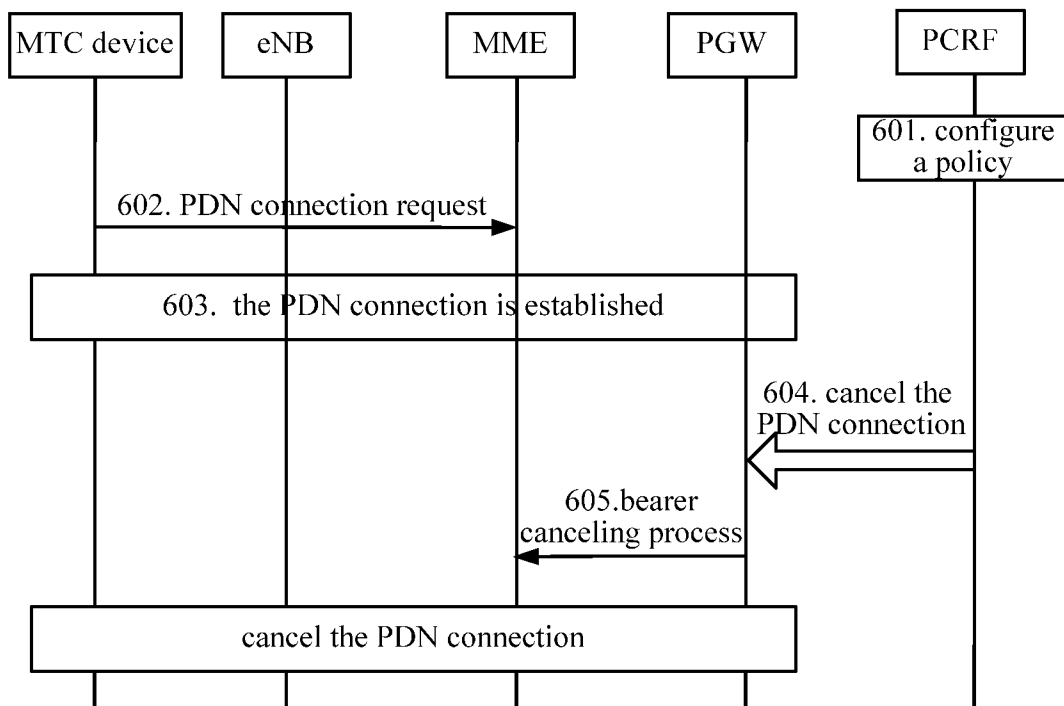 MTC device
eNB
MME
PGW
PCRF
601. configure
a policy
602. PDN connection request
603. the PDN connection is established
604. cancel the
PDN connection
605.bearer
canceling process
cancel the PDN connection